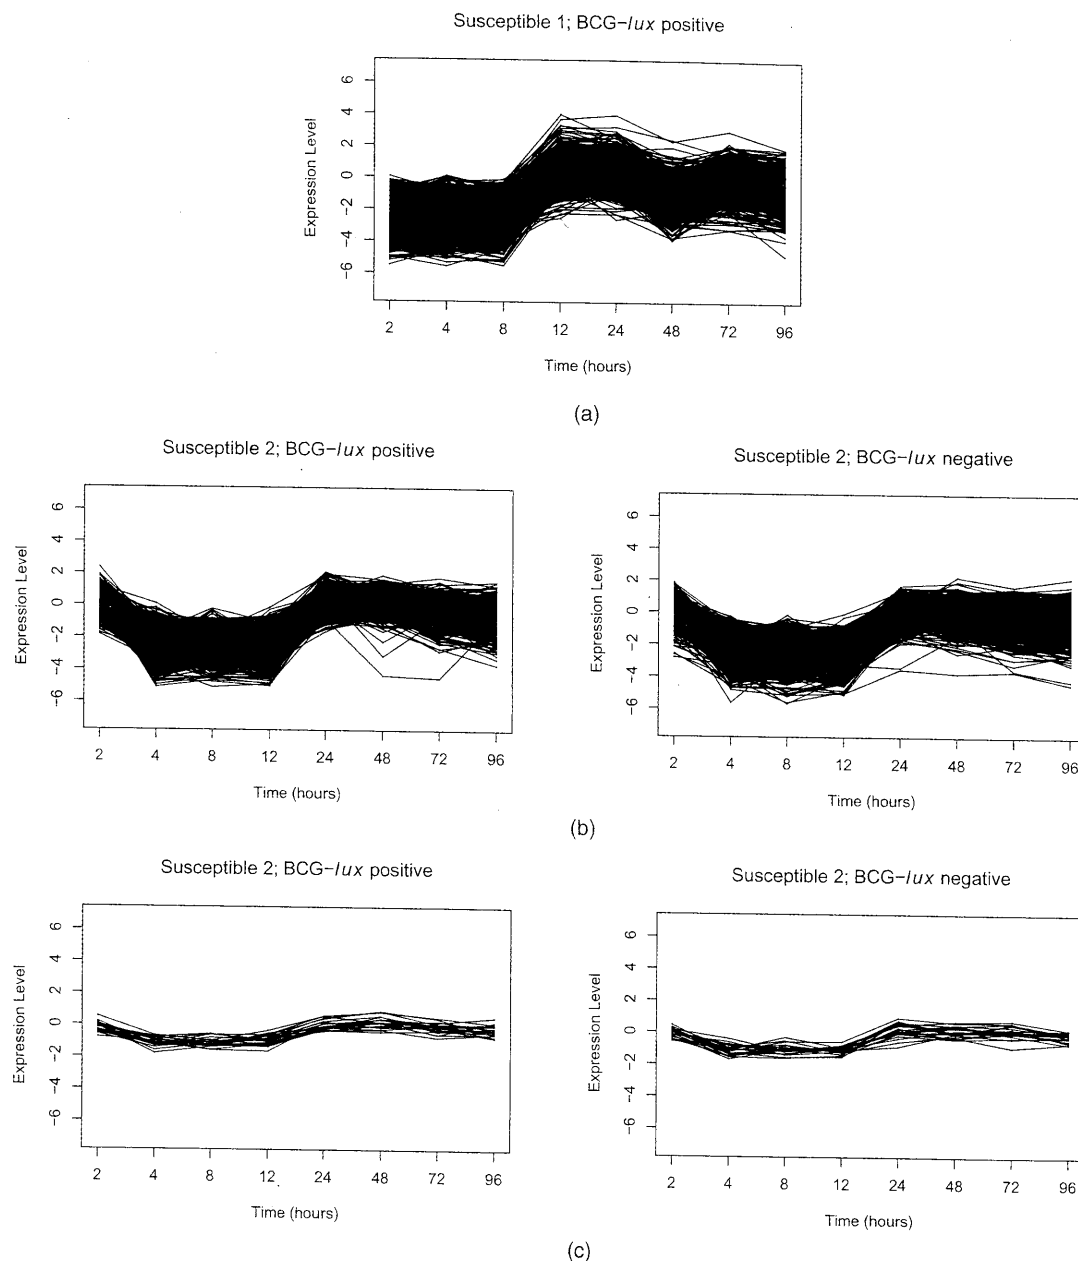 Susceptible 1; BCG−lux positive
Expression Level
6
4
2
0
−2
−4
−6
2 4 8 12 24 48 72 96
Time (hours)
(a)
Susceptible 2; BCG−lux positive
Expression Level
6
4
2
0
−2
−4
−6
2 4 8 12 24 48 72 96
Time (hours)
Susceptible 2; BCG−lux negative
Expression Level
6
4
2
0
−2
−4
−6
2 4 8 12 24 48 72 96
Time (hours)
(b)
Susceptible 2; BCG−lux positive
Expression Level
6
4
2
0
−2
−4
−6
2 4 8 12 24 48 72 96
Time (hours)
Susceptible 2; BCG−lux negative
Expression Level
6
4
2
0
−2
−4
−6
2 4 8 12 24 48 72 96
Time (hours)
(c)